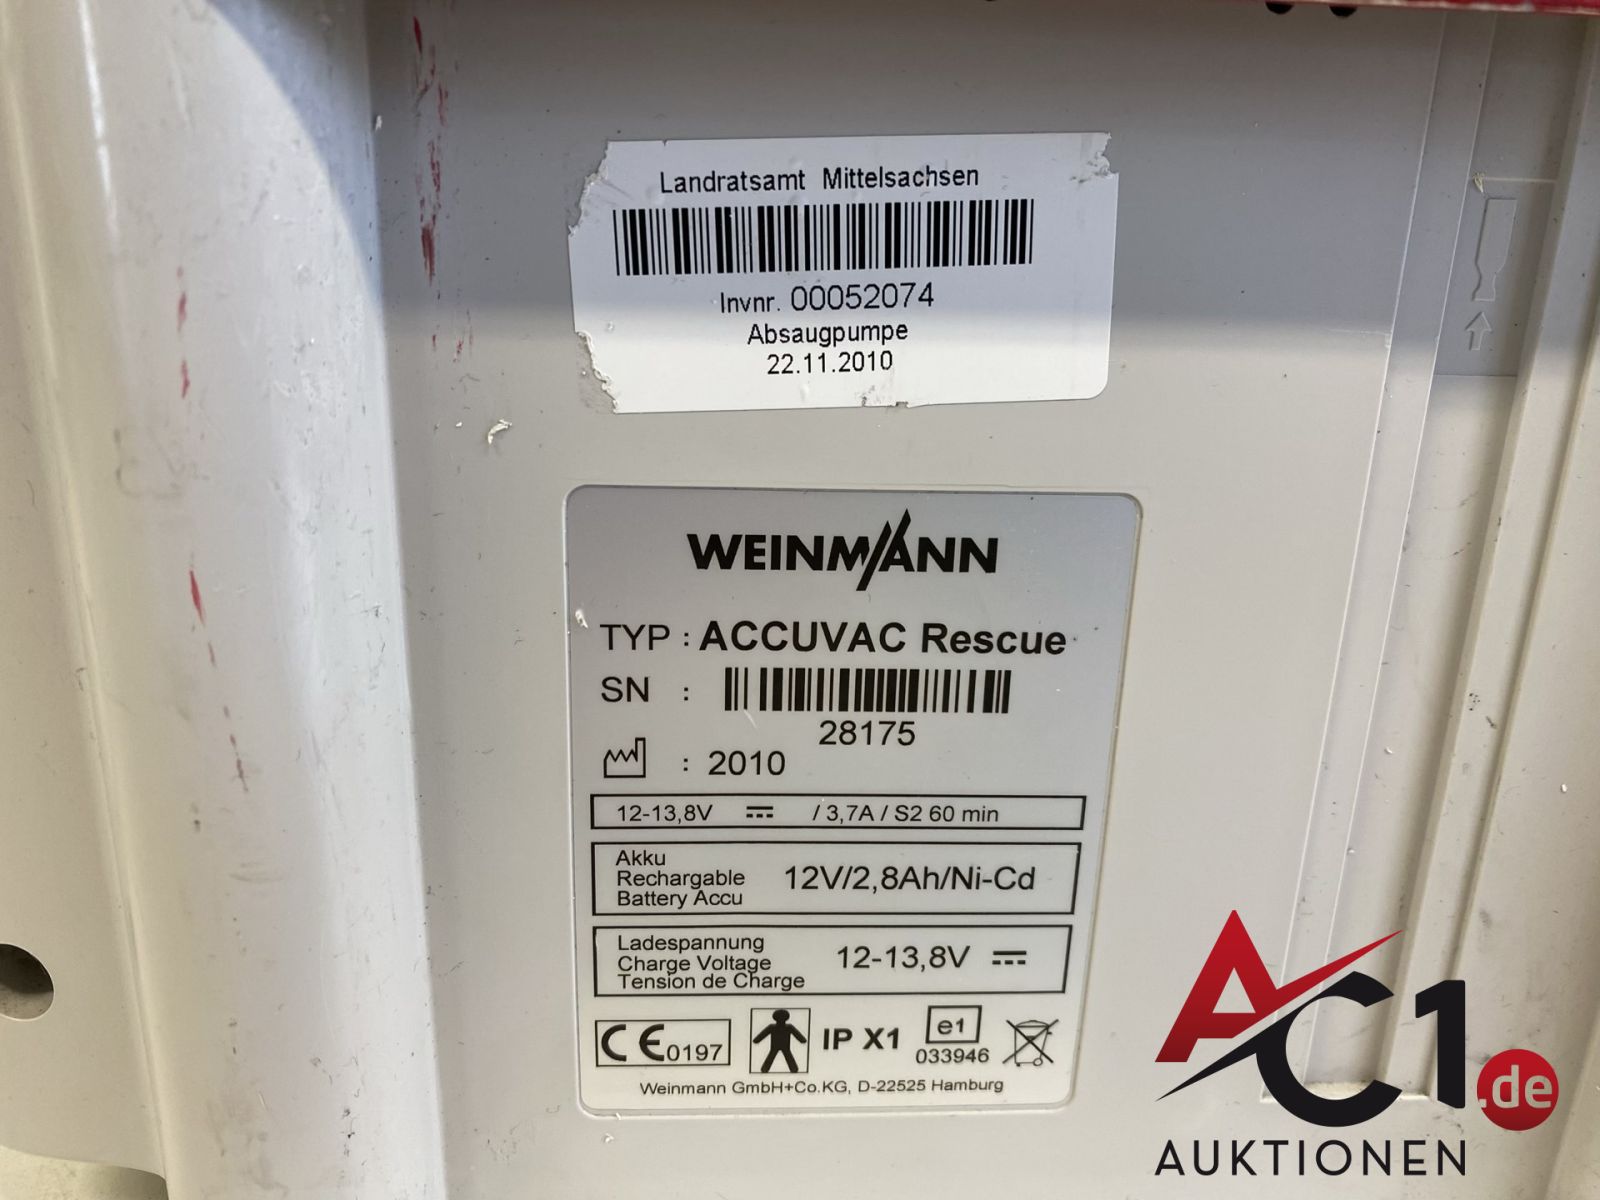 Landratsamt Mittelsachsen
Invnr. 00052074
Absaugpumpe
22.11.2010
WEINMANN
TYP : ACCUVAC Rescue
SN :
28175
: 2010
12-13,8V / 3,7A / S2 60 min
Akku
Rechargable
Battery Accu
12V/2,8Ah/Ni-Cd
Ladespannung
Charge Voltage
Tension de Charge
12-13,8V
CE 0197
IP X1
e1
033946
Weinmann GmbH+Co.KG, D-22525 Hamburg
AC1.de
AUKTIONEN